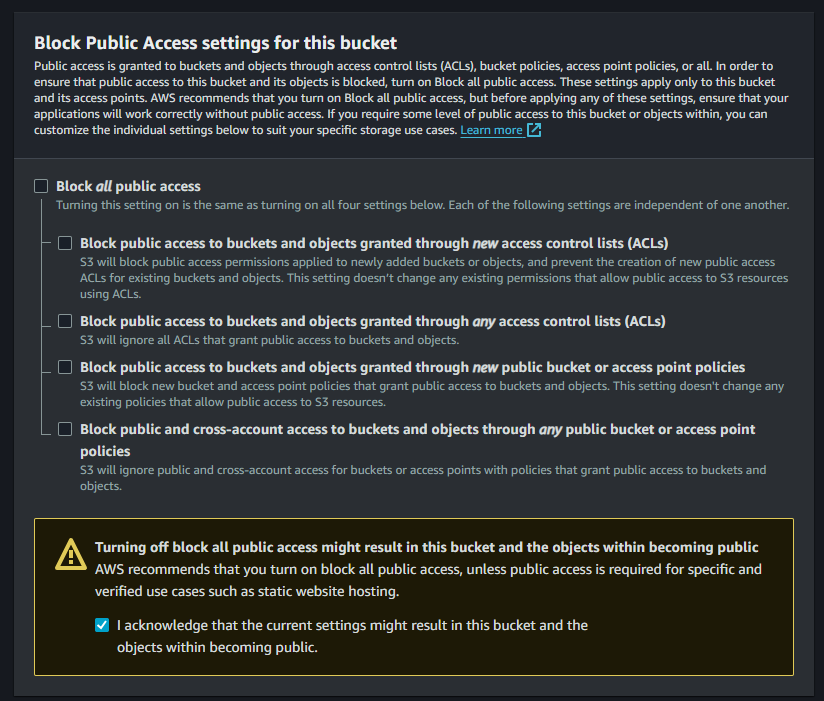 Block Public Access settings for this bucket
Public access is granted to buckets and objects through access control lists (ACLs), bucket policies, access point policies, or all. In order to
ensure that public access to this bucket and its objects is blocked, turn on Block all public access. These settings apply only to this bucket
and its access points. AWS recommends that you turn on Block all public access, but before applying any of these settings, ensure that your
applications will work correctly without public access. If you require some level of public access to this bucket or objects within, you can
customize the individual settings below to suit your specific storage use cases. Learn more
Block all public access
Turning this setting on is the same as turning on all four settings below. Each of the following settings are independent of one another.
Block public access to buckets and objects granted through new access control lists (ACLs)
S3 will block public access permissions applied to newly added buckets or objects, and prevent the creation of new public access
ACLs for existing buckets and objects. This setting doesn't change any existing permissions that allow public access to S3 resources
using ACLs.
Block public access to buckets and objects granted through any access control lists (ACLs)
S3 will ignore all ACLs that grant public access to buckets and objects.
Block public access to buckets and objects granted through new public bucket or access point policies
S3 will block new bucket and access point policies that grant public access to buckets and objects. This setting doesn't change any
existing policies that allow public access to S3 resources.
Block public and cross-account access to buckets and objects through any public bucket or access point
policies
S3 will ignore public and cross-account access for buckets or access points with policies that grant public access to buckets and
objects.
Turning off block all public access might result in this bucket and the objects within becoming public
AWS recommends that you turn on block all public access, unless public access is required for specific and
verified use cases such as static website hosting.
I acknowledge that the current settings might result in this bucket and the
objects within becoming public.